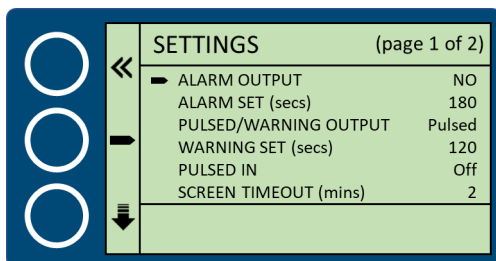 SETTINGS (page 1 of 2)
ALARM OUTPUT NO
ALARM SET (secs) 180
PULSED/WARNING OUTPUT Pulsed
WARNING SET (secs) 120
PULSED IN Off
SCREEN TIMEOUT (mins) 2